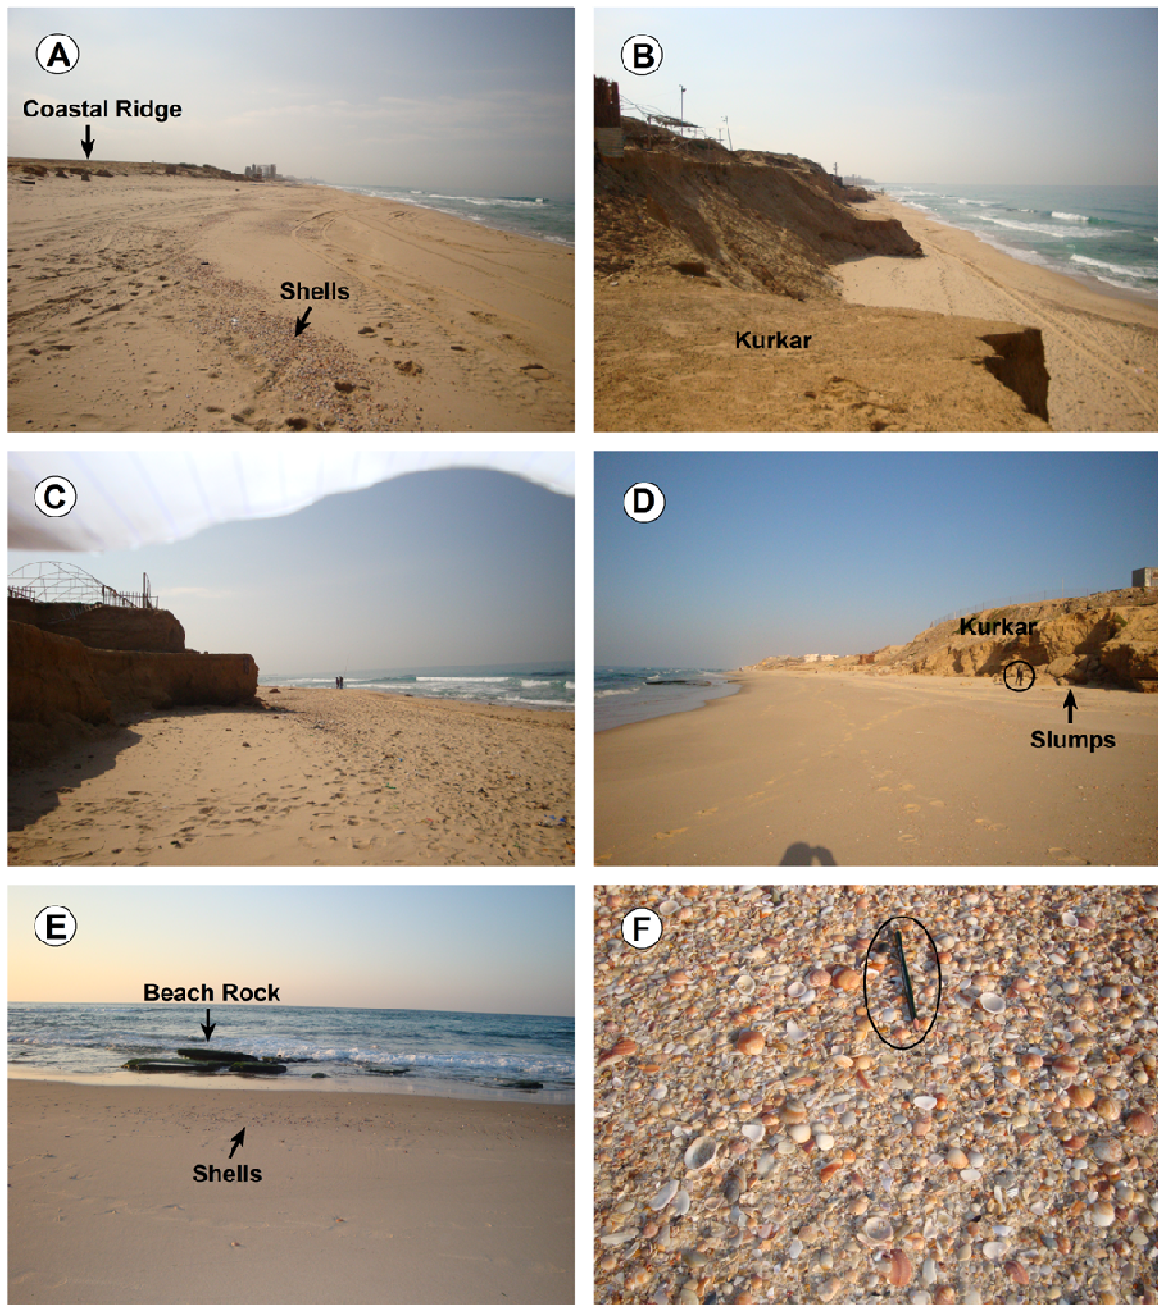 A
Coastal Ridge
Shells
B
Kurkar
C
D
Kurkar
Slumps
E
Beach Rock
Shells
F